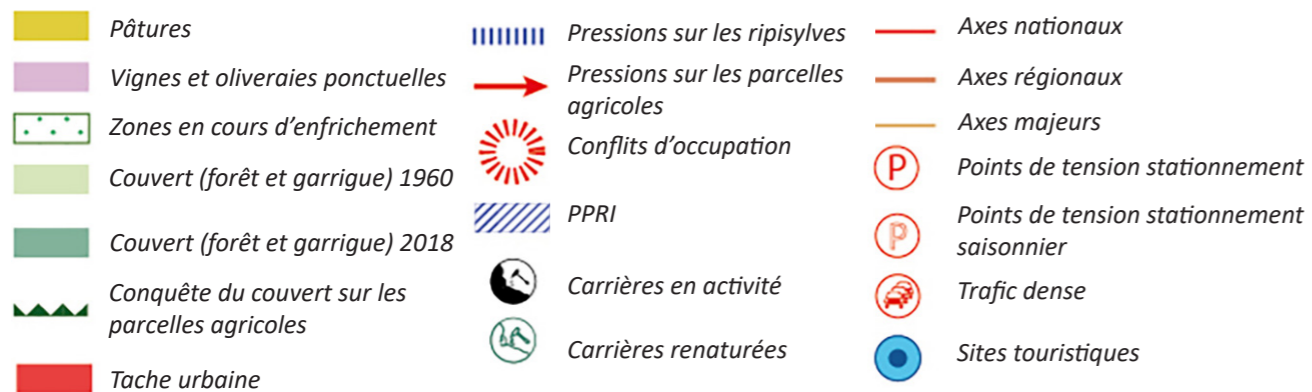 Pâtures
Vignes et oliveraies ponctuelles
Zones en cours d'enfrichement
Couvert (forêt et garrigue) 1960
Couvert (forêt et garrigue) 2018
Conquête du couvert sur les
parcelles agricoles
Tache urbaine
Pressions sur les ripisylves
Pressions sur les parcelles
agricoles
Conflits d'occupation
PPRI
Carrières en activité
Carrières renaturées
Axes nationaux
Axes régionaux
Axes majeurs
P
Points de tension stationnement
P
Points de tension stationnement
saisonnier
Trafic dense
Sites touristiques